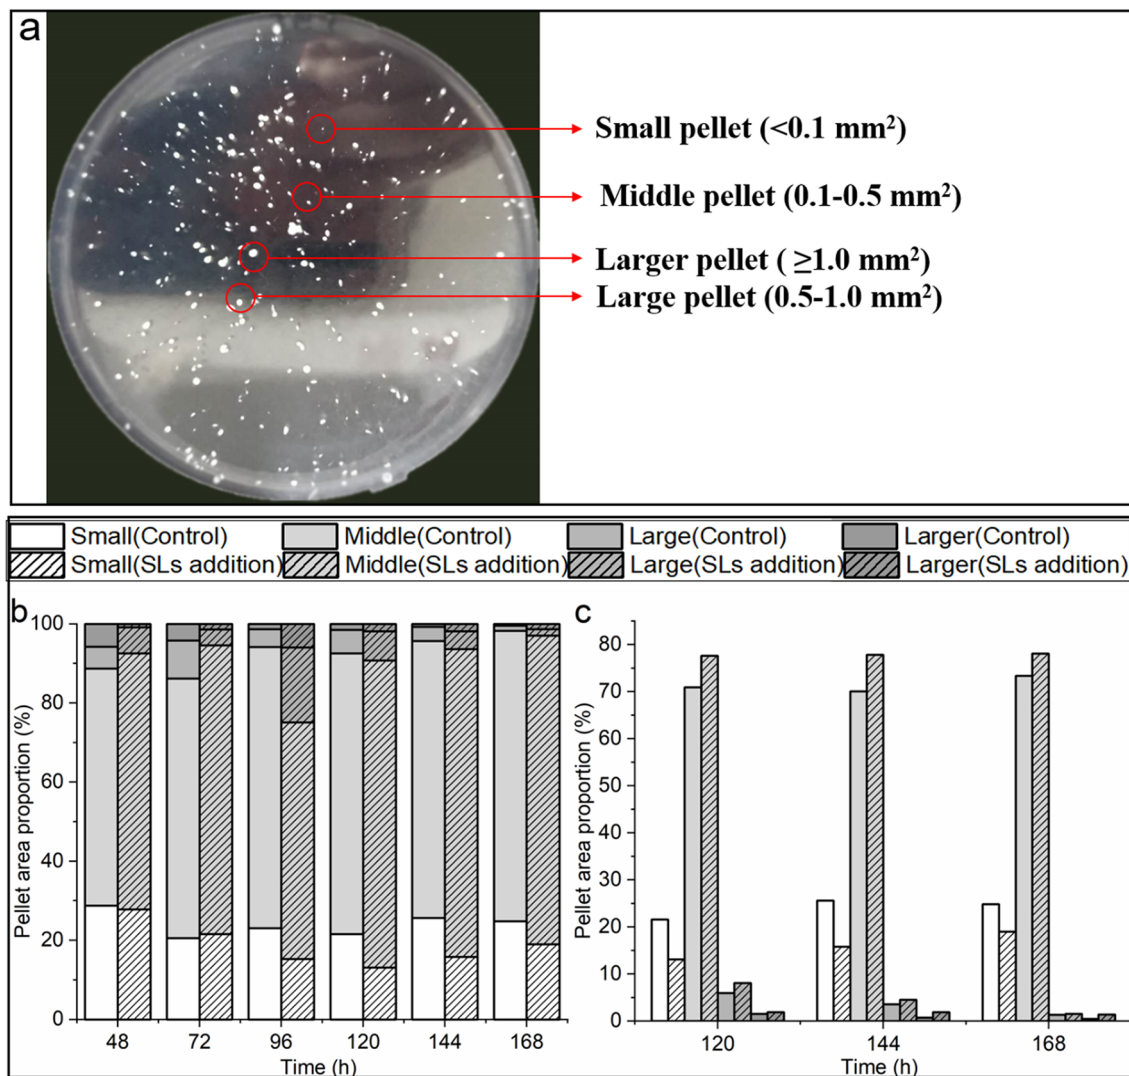 a
Small pellet (<0.1 mm²)
Middle pellet (0.1-0.5 mm²)
Larger pellet ( ≥1.0 mm²)
Large pellet (0.5-1.0 mm²)
Small(Control) Middle(Control) Large(Control) Larger(Control)
Small(SLs addition) Middle(SLs addition) Large(SLs addition) Larger(SLs addition)
b
Pellet area proportion (%)
100
80
60
40
20
0
48 72 96 120 144 168
Time (h)
c
Pellet area proportion (%)
80
70
60
50
40
30
20
10
0
120 144 168
Time (h)